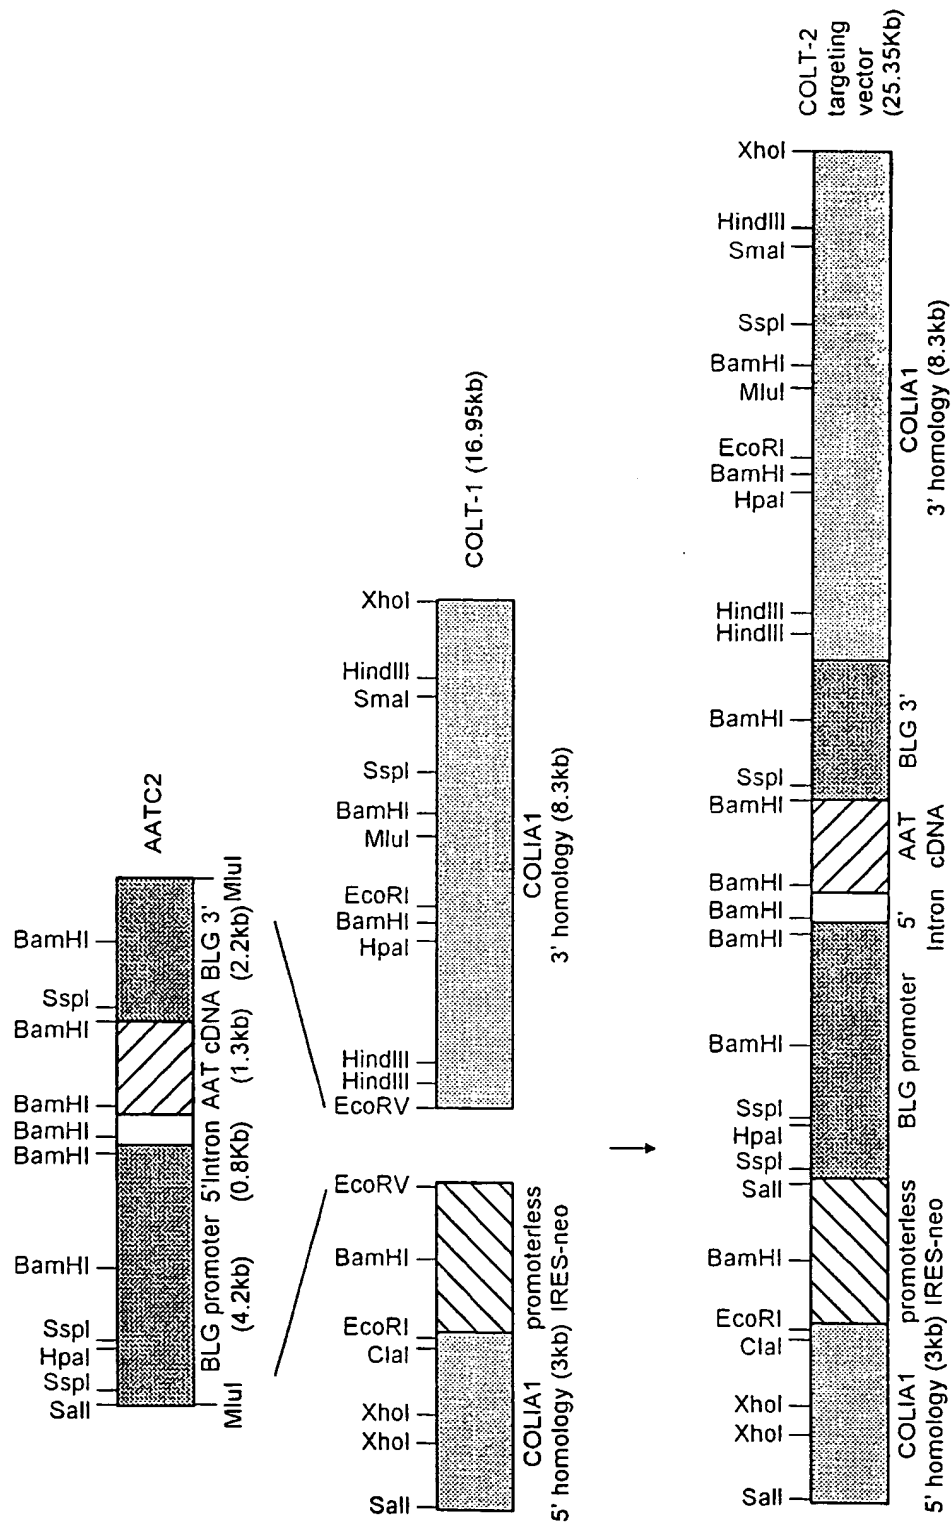 AATC2
SalI
SspI
HpaI
SspI
BamHI
BamHI
BamHI
BamHI
BamHI
SspI
BamHI
MluI
MluI
BLG promoter 5'Intron AAT cDNA BLG 3'
(4.2kb) (0.8Kb) (1.3kb) (2.2kb)
COLT-1 (16.95kb)
SalI
XhoI
XhoI
ClaI
EcoRI
BamHI
EcoRV
EcoRV
HindIII
HindIII
HpaI
BamHI
EcoRI
MluI
BamHI
SspI
SmaI
HindIII
XhoI
COLIA1 promoterless
5' homology (3kb) IRES-neo
COLIA1
3' homology (8.3kb)
COLT-2
targeting
vector
(25.35Kb)
SalI
XhoI
XhoI
ClaI
EcoRI
BamHI
SalI
SspI
HpaI
SspI
BamHI
BamHI
BamHI
BamHI
BamHI
SspI
BamHI
HindIII
HindIII
HpaI
BamHI
EcoRI
MluI
BamHI
SspI
SmaI
HindIII
XhoI
COLIA1 promoterless BLG promoter 5' AAT BLG 3' COLIA1
5' homology (3kb) IRES-neo Intron cDNA 3' homology (8.3kb)